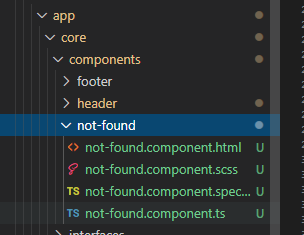 app
core
components
footer
header
not-found
not-found.component.html U
not-found.component.scss U
TS not-found.component.spec... U
TS not-found.component.ts U
interfaces